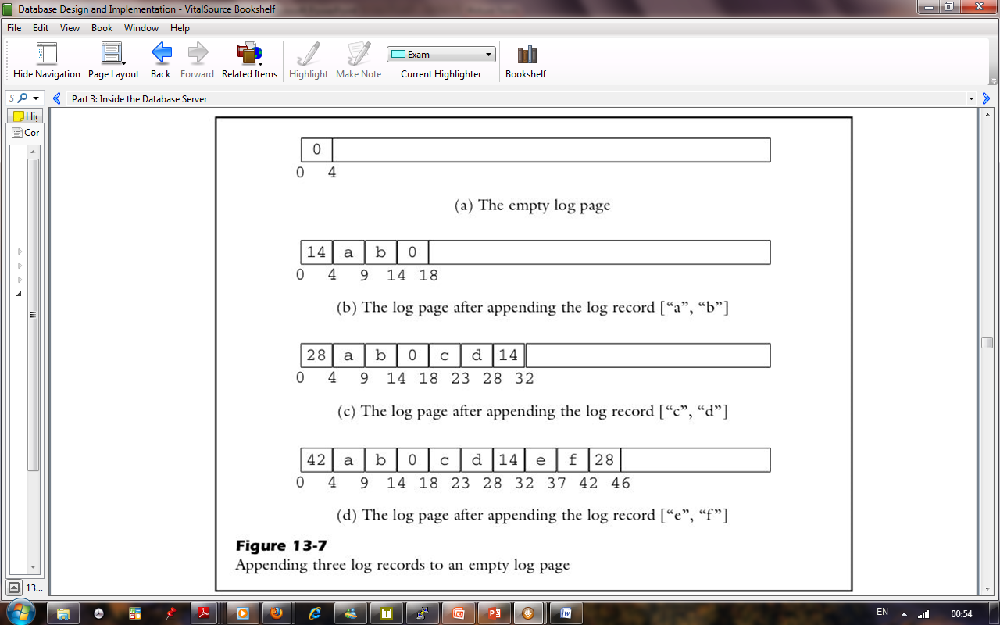 Database Design and Implementation - VitalSource Bookshelf
File Edit View Book Window Help
Hide Navigation Page Layout Back Forward Related Items Highlight Make Note Exam Current Highlighter Bookshelf
S Part 3: Inside the Database Server
Hiç
Cor
0
0 4
(a) The empty log page
14 a b 0
0 4 9 14 18
(b) The log page after appending the log record [“a”, “b”]
28 a b 0 c d 14
0 4 9 14 18 23 28 32
(c) The log page after appending the log record [“c”, “d”]
42 a b 0 c d 14 e f 28
0 4 9 14 18 23 28 32 37 42 46
(d) The log page after appending the log record [“e”, “f”]
Figure 13-7
Appending three log records to an empty log page
13...
EN 00:54